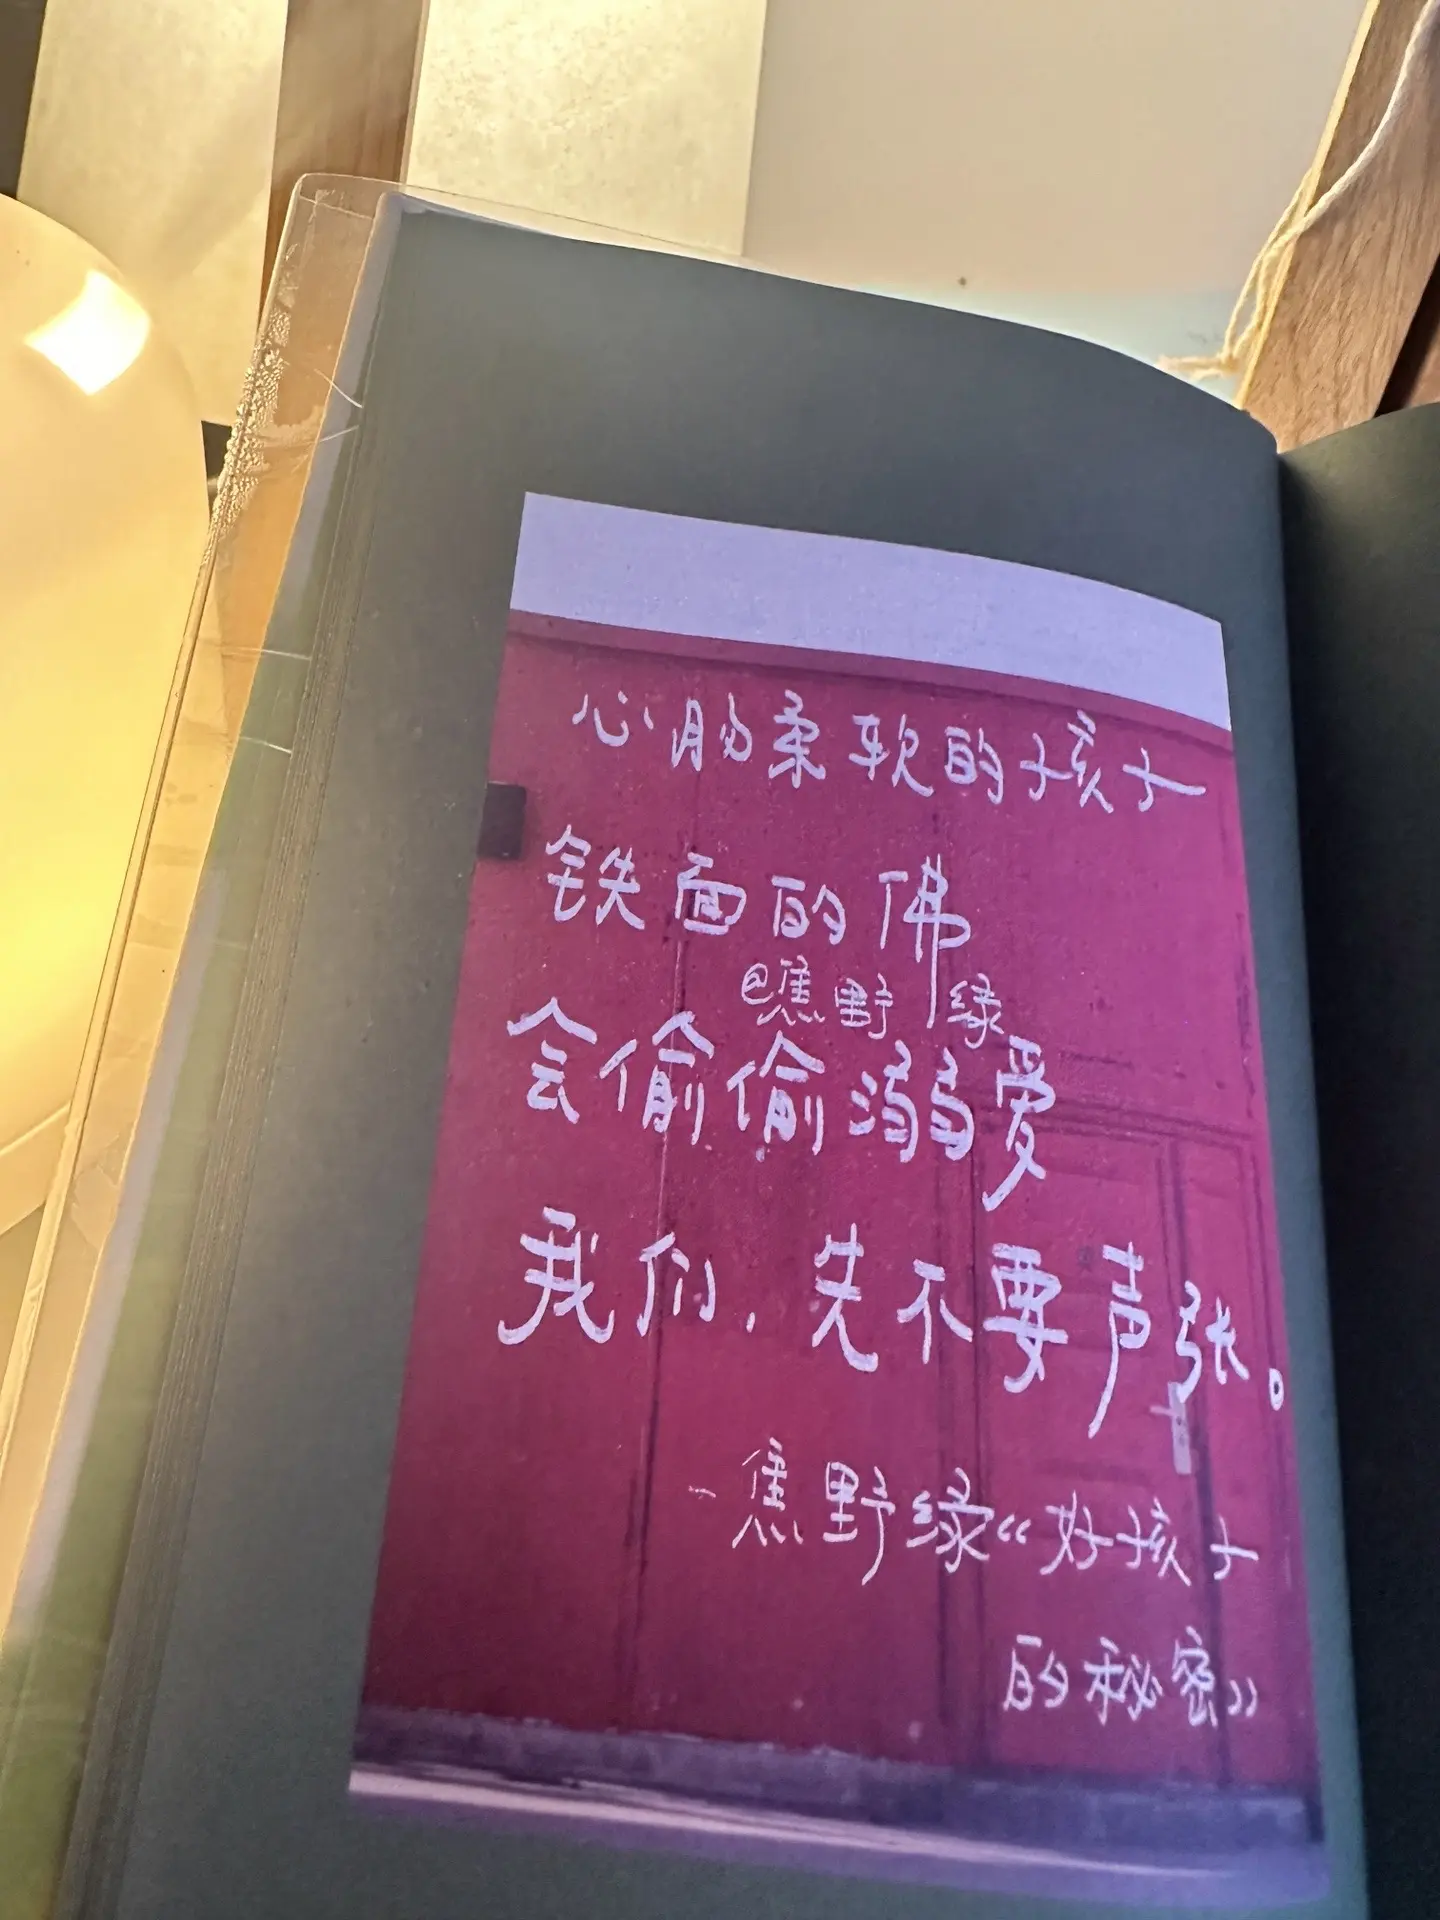 心肠柔软的孩子
铁面的佛
@焦野绿
会偷偷溺爱
我们，先不要声张。
-焦野绿《好孩子
的秘密》